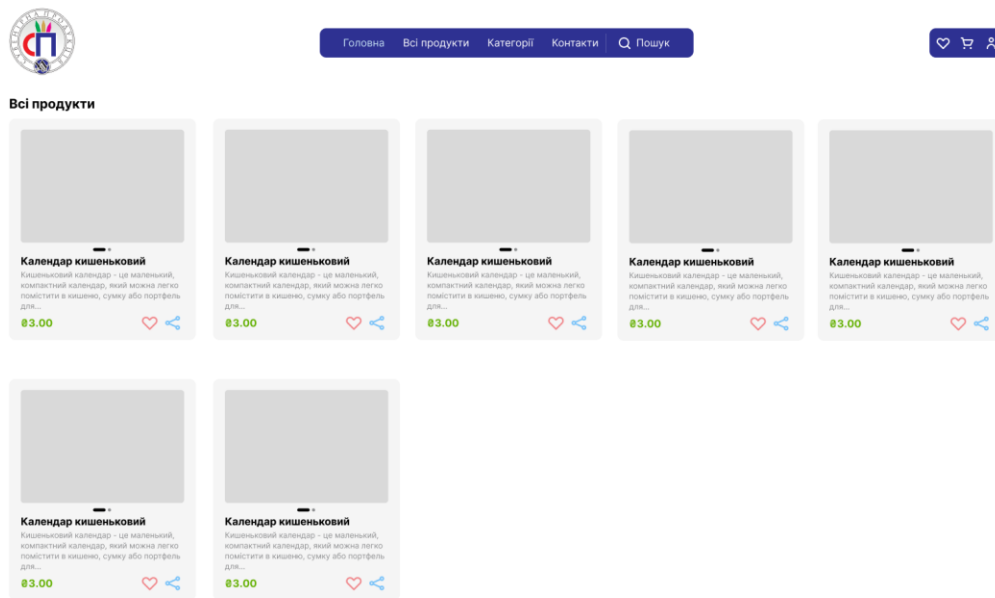 СУВЕНІРНА ПРОДУКЦІЯ
СП
Головна Всі продукти Категорії Контакти Пошук
Всі продукти
Календар кишеньковий
Кишеньковий календар - це маленький,
компактний календар, який можна легко
помістити в кишеню, сумку або портфель
для...
₴3.00
Календар кишеньковий
Кишеньковий календар - це маленький,
компактний календар, який можна легко
помістити в кишеню, сумку або портфель
для...
₴3.00
Календар кишеньковий
Кишеньковий календар - це маленький,
компактний календар, який можна легко
помістити в кишеню, сумку або портфель
для...
₴3.00
Календар кишеньковий
Кишеньковий календар - це маленький,
компактний календар, який можна легко
помістити в кишеню, сумку або портфель
для...
₴3.00
Календар кишеньковий
Кишеньковий календар - це маленький,
компактний календар, який можна легко
помістити в кишеню, сумку або портфель
для...
₴3.00
Календар кишеньковий
Кишеньковий календар - це маленький,
компактний календар, який можна легко
помістити в кишеню, сумку або портфель
для...
₴3.00
Календар кишеньковий
Кишеньковий календар - це маленький,
компактний календар, який можна легко
помістити в кишеню, сумку або портфель
для...
₴3.00